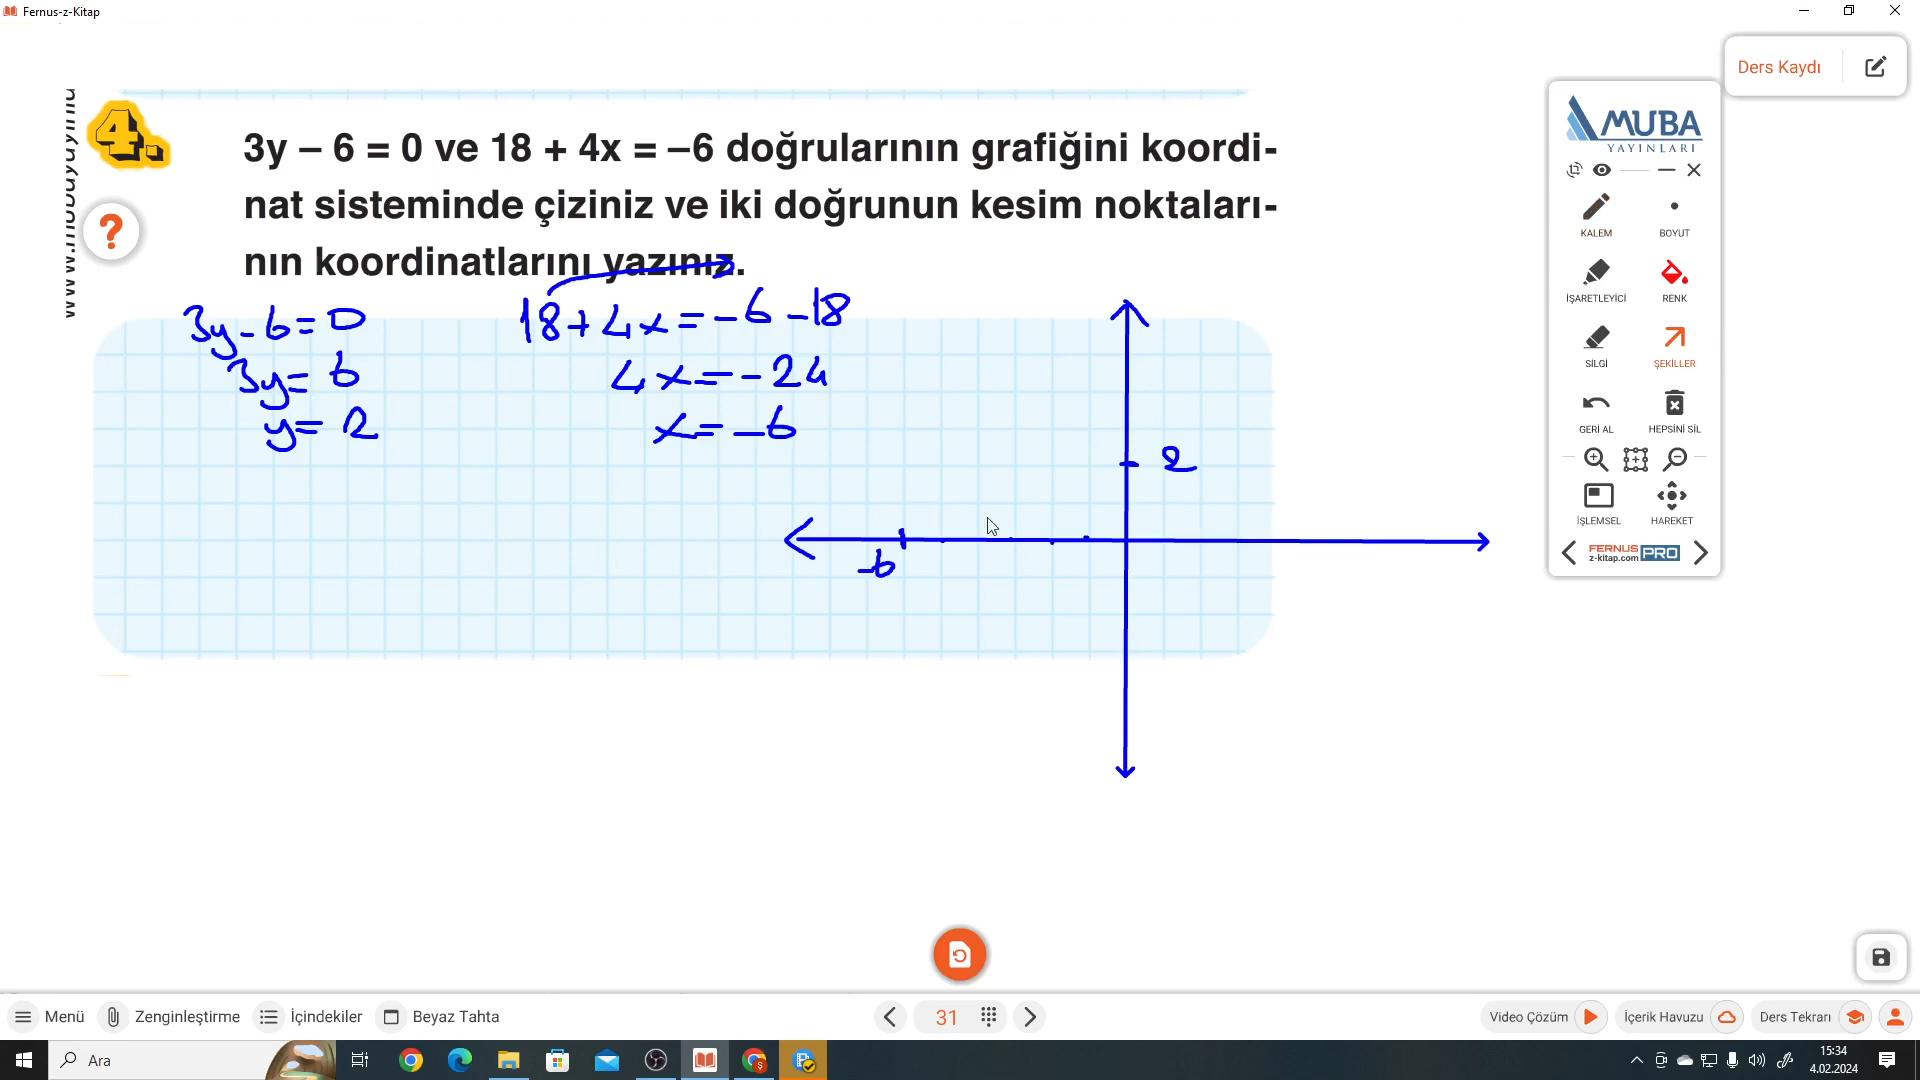 Fernus-z-Kitap
Ders Kaydı
4.
3y – 6 = 0 ve 18 + 4x = –6 doğrularının grafiğini koordi-
nat sisteminde çiziniz ve iki doğrunun kesim noktaları-
nın koordinatlarını yazınız.
?
3y-6=0
3y=6
y=2
18+4x=-6-18
4x=-24
x=-6
2
-6
MUBA
YAYINLARI
KALEM
BOYUT
İŞARETLEYİCİ
RENK
SİLGİ
ŞEKİLLER
GERİ AL
HEPSİNİ SİL
İŞLEMSEL
HAREKET
FERNUS PRO
z-kitap.com
Menü
Zenginleştirme
İçindekiler
Beyaz Tahta
31
Video Çözüm
İçerik Havuzu
Ders Tekrarı
Ara
15:34
4.02.2024